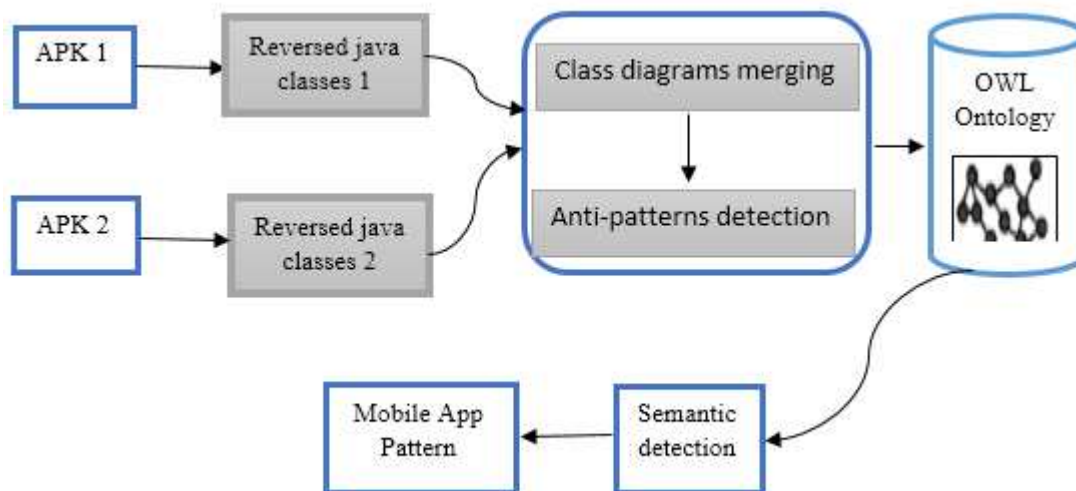 APK 1
Reversed java
classes 1
Class diagrams merging
OWL
Ontology
APK 2
Reversed java
classes 2
Anti-patterns detection
Mobile App
Pattern
Semantic
detection